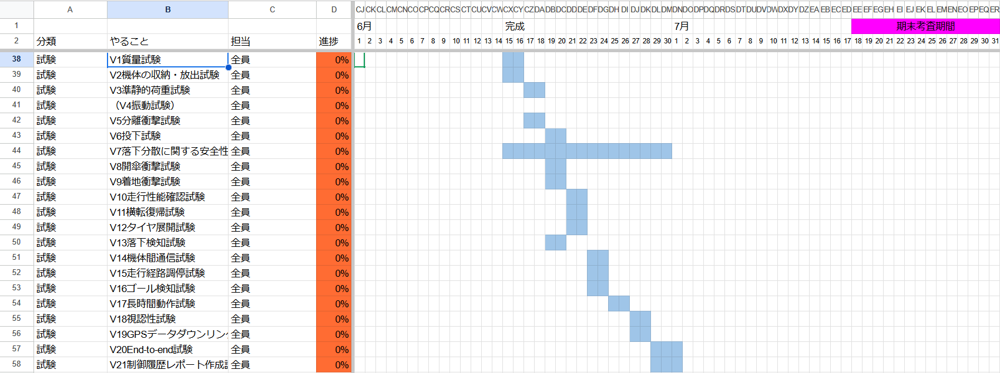 A B C D CJ CK CL CM CN CO CP CQ CR CS CT CU CV CW CX CY CZ DA DB DC DD DE DF DG DH DI DJ DK DL DM DN DO DP DQ DR DS DT DU DV DW DX DY DZ EA EB EC ED EE EF EG EH EI EJ EK EL EM EN EO EP EQ ER
1 6月 完成 7月 期末考査期間
2 分類 やること 担当 進捗 1 2 3 4 5 6 7 8 9 10 11 12 13 14 15 16 17 18 19 20 21 22 23 24 25 26 27 28 29 30 1 2 3 4 5 6 7 8 9 10 11 12 13 14 15 16 17 18 19 20 21 22 23 24 25 26 27 28 29 30 31
38 試験 V1質量試験 全員 0%
39 試験 V2機体の収納・放出試験 全員 0%
40 試験 V3準静的荷重試験 全員 0%
41 試験 （V4振動試験） 全員 0%
42 試験 V5分離衝撃試験 全員 0%
43 試験 V6投下試験 全員 0%
44 試験 V7落下分散に関する安全性 全員 0%
45 試験 V8開傘衝撃試験 全員 0%
46 試験 V9着地衝撃試験 全員 0%
47 試験 V10走行性能確認試験 全員 0%
48 試験 V11横転復帰試験 全員 0%
49 試験 V12タイヤ展開試験 全員 0%
50 試験 V13落下検知試験 全員 0%
51 試験 V14機体間通信試験 全員 0%
52 試験 V15走行経路調停試験 全員 0%
53 試験 V16ゴール検知試験 全員 0%
54 試験 V17長時間動作試験 全員 0%
55 試験 V18視認性試験 全員 0%
56 試験 V19GPSデータダウンリンク 全員 0%
57 試験 V20End-to-end試験 全員 0%
58 試験 V21制御履歴レポート作成 全員 0%